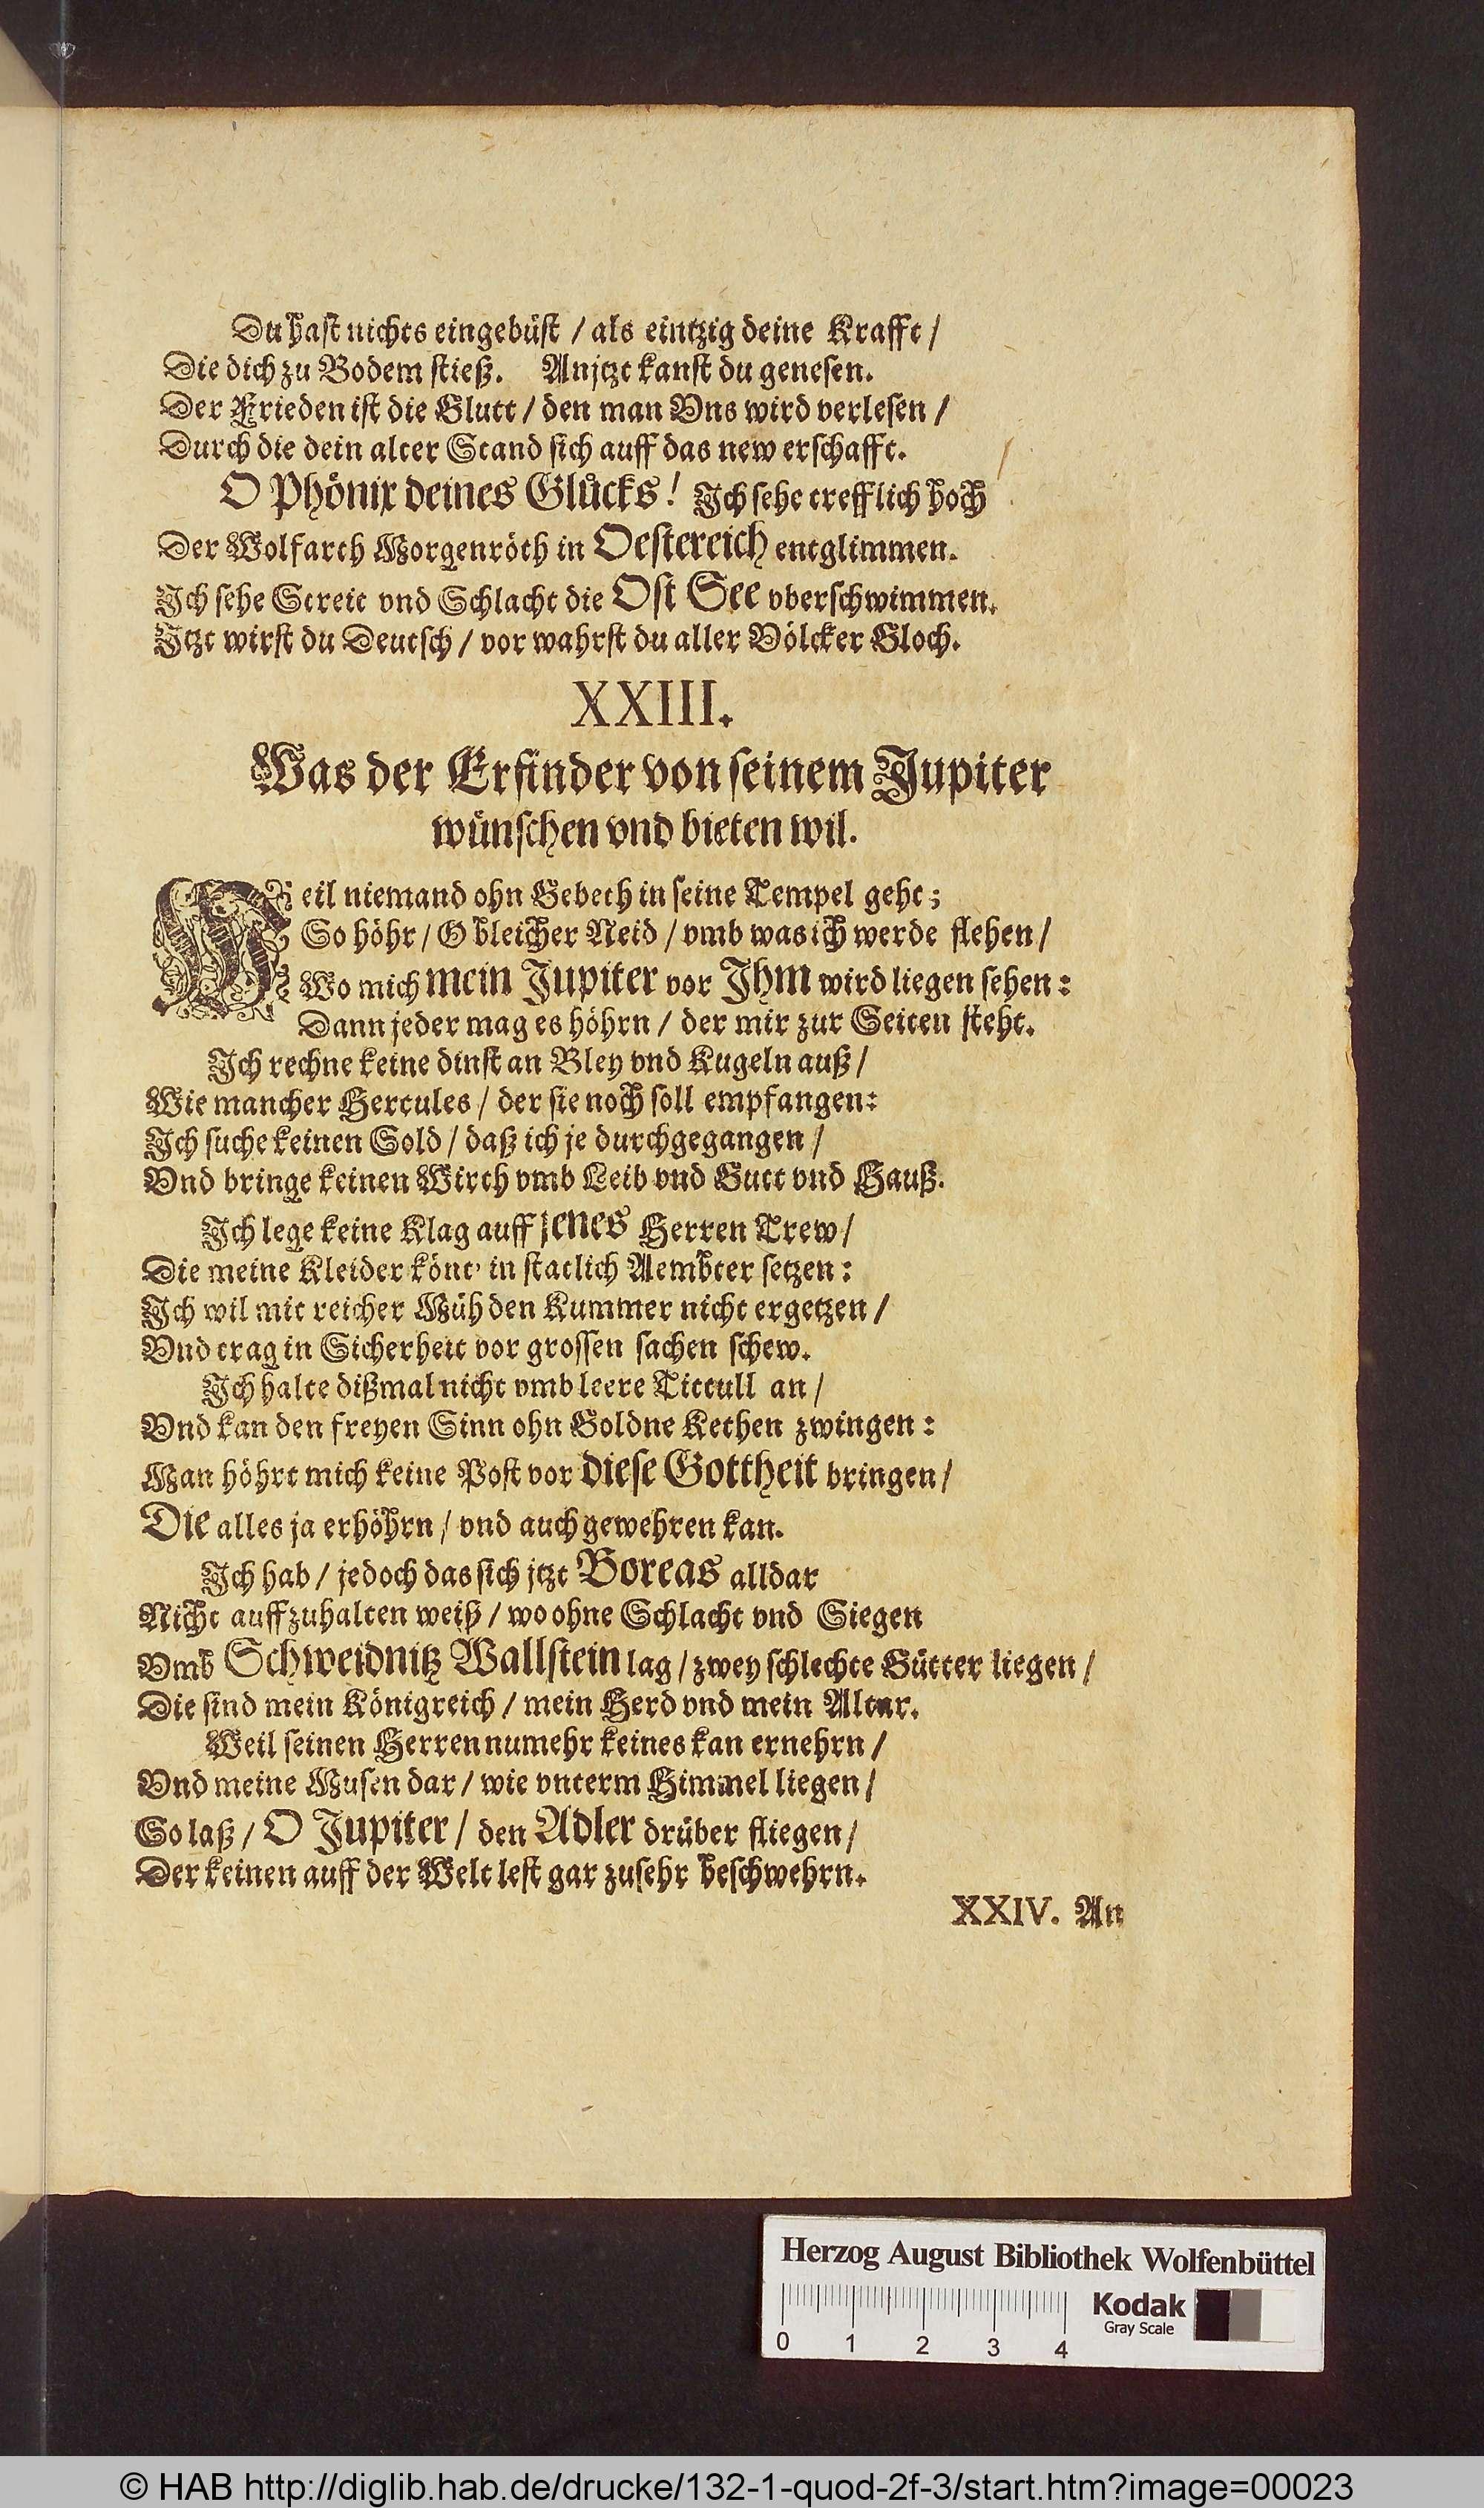 Du hast nichts eingebüst / als eintzig deine Krafft /
Die dich zu Bodem stieß. Anjtzt kanst du genesen.
Der Frieden ist die Glutt / den man Vns wird verlesen /
Durch die dein alter Stand sich auff das new erschafft.
O Phönix deines Glücks! Ich sehe trefflich hoch
Der Wolfarth Morgenröth in Oestereich entglimmen.
Ich sehe Streit vnd Schlacht die Ost See vberschwimmen.
Itzt wirst du Deutsch / vor wahrst du aller Völcker Gloch.
XXIII.
Was der Erfinder von seinem Jupiter
wünschen vnd bieten wil.
Weil niemand ohn Gebeth in seine Tempel geht;
So höhr / O bleicher Neid / vmb was ich werde flehen /
Wo mich mein Jupiter vor Ihm wird liegen sehen:
Dann jeder mag es höhrn / der mir zur Seiten steht.
Ich rechne keine dinst an Bley vnd Kugeln auß /
Wie mancher Hercules / der sie noch soll empfangen:
Ich suche keinen Sold / daß ich je durchgegangen /
Vnd bringe keinen Wirth vmb Leib vnd Gutt vnd Hauß.
Ich lege keine Klag auff jenes Herren Trew /
Die meine Kleider könt' in statlich Aembter setzen:
Ich wil mit reicher Müh den Kummer nicht ergetzen /
Vnd trag in Sicherheit vor grossen sachen schew.
Ich halte dißmal nicht vmb leere Tittull an /
Vnd kan den freyen Sinn ohn Goldne Kethen zwingen:
Man höhrt mich keine Post vor diese Gottheit bringen /
Die alles ja erhöhrn / vnd auch gewehren kan.
Ich hab / jedoch das sich jtzt Boreas alldar
Nicht auffzuhalten weiß / wo ohne Schlacht vnd Siegen
Vmb Schweidnitz Wallstein lag / zwey schlechte Gütter liegen /
Die sind mein Königreich / mein Herd vnd mein Altar.
Weil seinen Herren numehr keines kan ernehrn /
Vnd meine Musen dar / wie vnterm Himmel liegen /
So laß / O Jupiter / den Adler drüber fliegen /
Der keinen auff der Welt lest gar zusehr beschwehrn.
XXIV. An
Herzog August Bibliothek Wolfenbüttel
Kodak
Gray Scale
0 1 2 3 4
© HAB http://diglib.hab.de/drucke/132-1-quod-2f-3/start.htm?image=00023